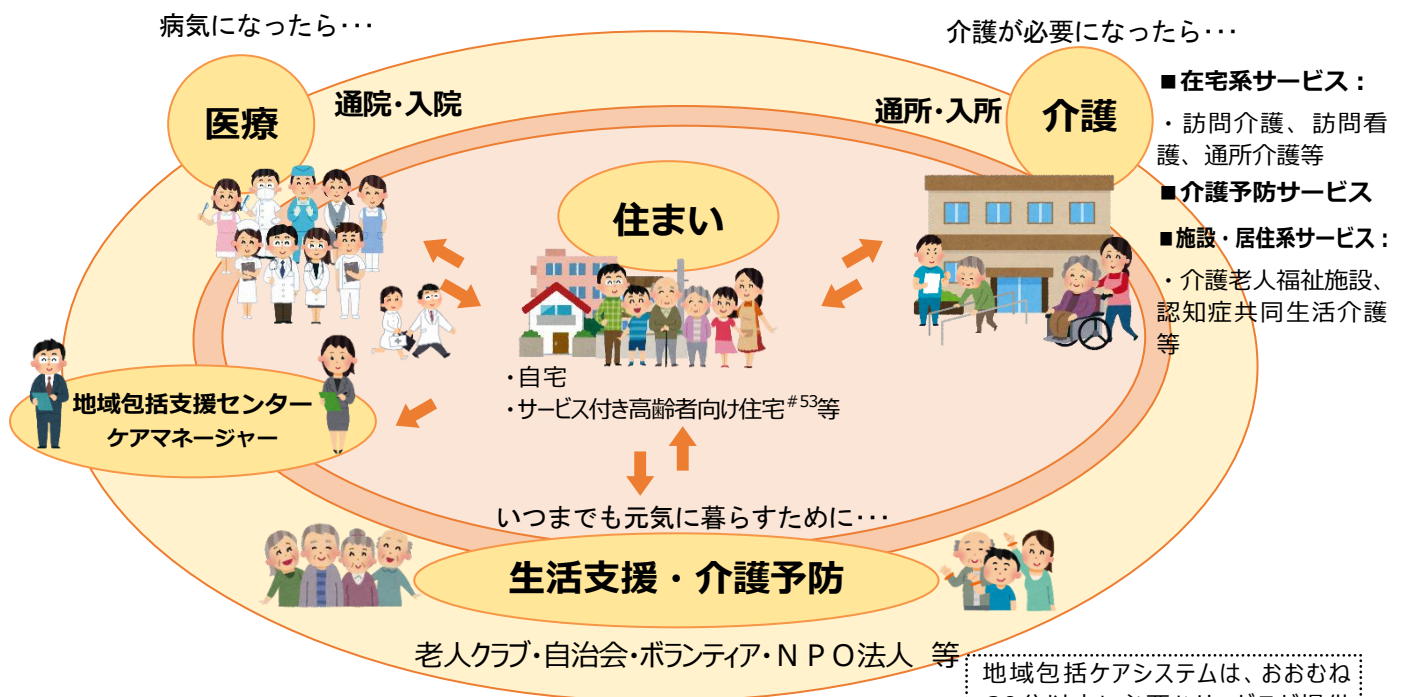 病気になったら･･･
介護が必要になったら･･･
医療
通院･入院
通所･入所
介護
■在宅系サービス：
・訪問介護、訪問看
護、通所介護等
■介護予防サービス
■施設・居住系サービス：
・介護老人福祉施設、
認知症共同生活介護
等
住まい
・自宅
・サービス付き高齢者向け住宅#53等
地域包括支援センター
ケアマネージャー
いつまでも元気に暮らすために･･･
生活支援・介護予防
老人クラブ･自治会･ボランティア･ＮＰＯ法人 等
地域包括ケアシステムは、おおむね